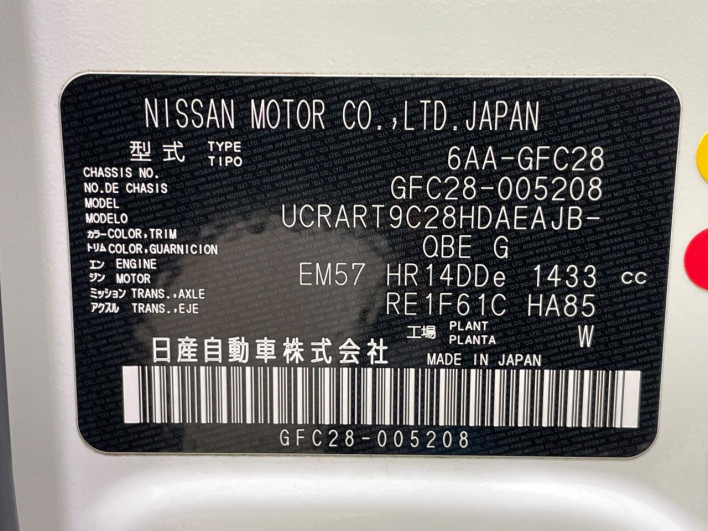 NISSAN MOTOR CO.,LTD.JAPAN
型式 TYPE TIPO 6AA-GFC28
CHASSIS NO. NO.DE CHASIS GFC28-005208
MODEL MODELO UCRART9C28HDAEAJB-
カラー COLOR,TRIM トリム COLOR,GUARNICION QBE G
エンジン ENGINE MOTOR EM57 HR14DDe 1433 cc
ミッション TRANS.,AXLE アクスル TRANS.,EJE RE1F61C HA85
工場 PLANT PLANTA W
日産自動車株式会社 MADE IN JAPAN
GFC28-005208